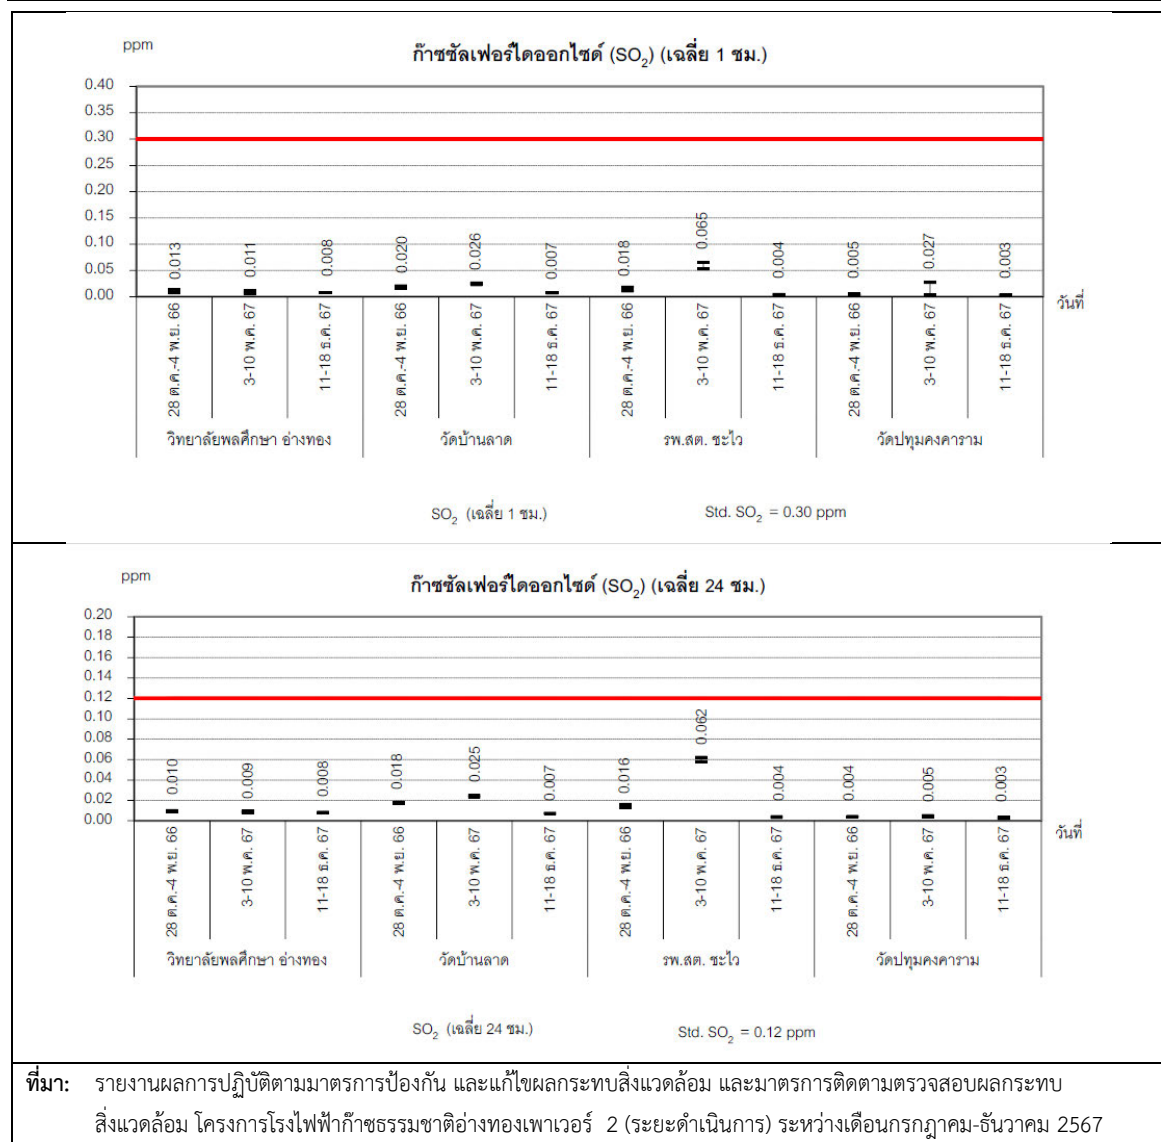 ppm
ก๊าซซัลเฟอร์ไดออกไซด์ (SO2) (เฉลี่ย 1 ชม.)
0.40
0.35
0.30
0.25
0.20
0.15
0.10
0.05
0.00
0.013
0.011
0.008
0.020
0.026
0.007
0.018
0.065
0.004
0.005
0.027
0.003
วันที่
28 ต.ค.-4 พ.ย. 66
3-10 พ.ค. 67
11-18 ธ.ค. 67
28 ต.ค.-4 พ.ย. 66
3-10 พ.ค. 67
11-18 ธ.ค. 67
28 ต.ค.-4 พ.ย. 66
3-10 พ.ค. 67
11-18 ธ.ค. 67
28 ต.ค.-4 พ.ย. 66
3-10 พ.ค. 67
11-18 ธ.ค. 67
วิทยาลัยพลศึกษา อ่างทอง
วัดบ้านลาด
รพ.สต. ชะไว
วัดปทุมคงคาราม
SO2 (เฉลี่ย 1 ชม.) Std. SO2 = 0.30 ppm
ppm
ก๊าซซัลเฟอร์ไดออกไซด์ (SO2) (เฉลี่ย 24 ชม.)
0.20
0.18
0.16
0.14
0.12
0.10
0.08
0.06
0.04
0.02
0.00
0.010
0.009
0.008
0.018
0.025
0.007
0.016
0.062
0.004
0.004
0.005
0.003
วันที่
28 ต.ค.-4 พ.ย. 66
3-10 พ.ค. 67
11-18 ธ.ค. 67
28 ต.ค.-4 พ.ย. 66
3-10 พ.ค. 67
11-18 ธ.ค. 67
28 ต.ค.-4 พ.ย. 66
3-10 พ.ค. 67
11-18 ธ.ค. 67
28 ต.ค.-4 พ.ย. 66
3-10 พ.ค. 67
11-18 ธ.ค. 67
วิทยาลัยพลศึกษา อ่างทอง
วัดบ้านลาด
รพ.สต. ชะไว
วัดปทุมคงคาราม
SO2 (เฉลี่ย 24 ชม.) Std. SO2 = 0.12 ppm
ที่มา: รายงานผลการปฏิบัติตามมาตรการป้องกัน และแก้ไขผลกระทบสิ่งแวดล้อม และมาตรการติดตามตรวจสอบผลกระทบ
สิ่งแวดล้อม โครงการโรงไฟฟ้าก๊าซธรรมชาติอ่างทองเพาเวอร์ 2 (ระยะดำเนินการ) ระหว่างเดือนกรกฎาคม-ธันวาคม 2567